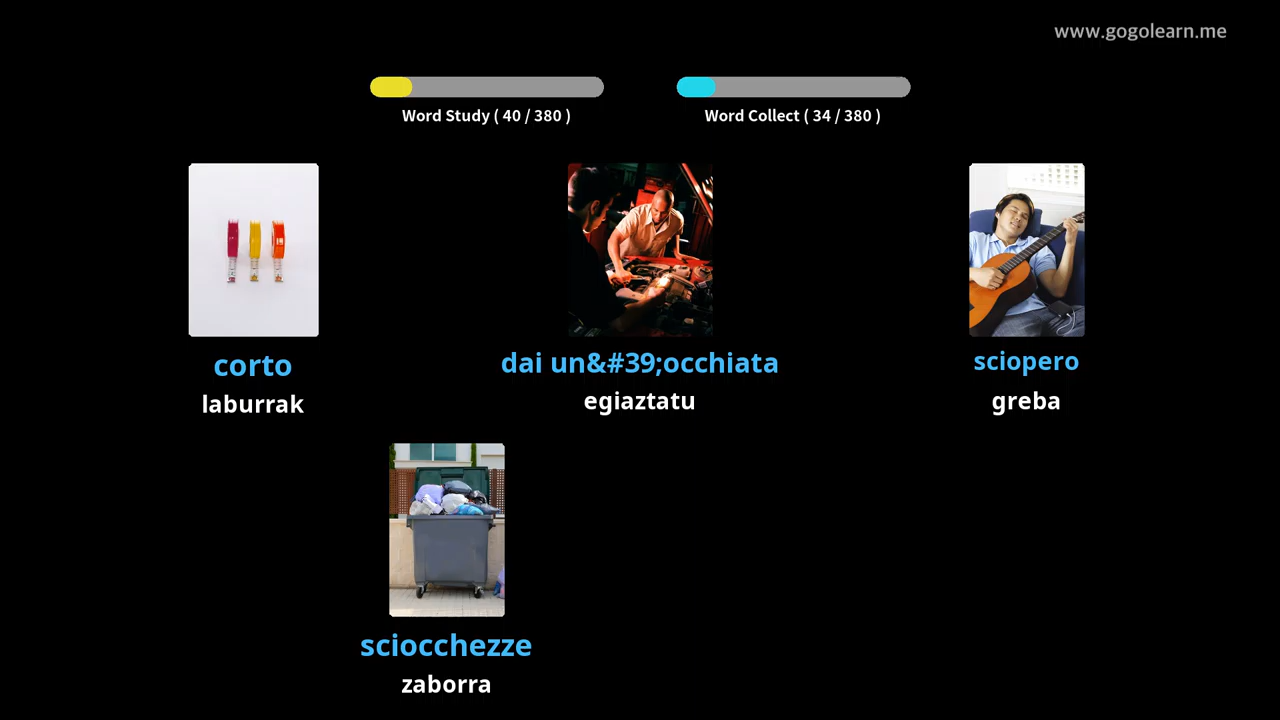 www.gogolearn.me
Word Study ( 40 / 380 )
Word Collect ( 34 / 380 )
corto
laburrak
dai un&#39;occhiata
egiaztatu
sciopero
greba
sciocchezze
zaborra